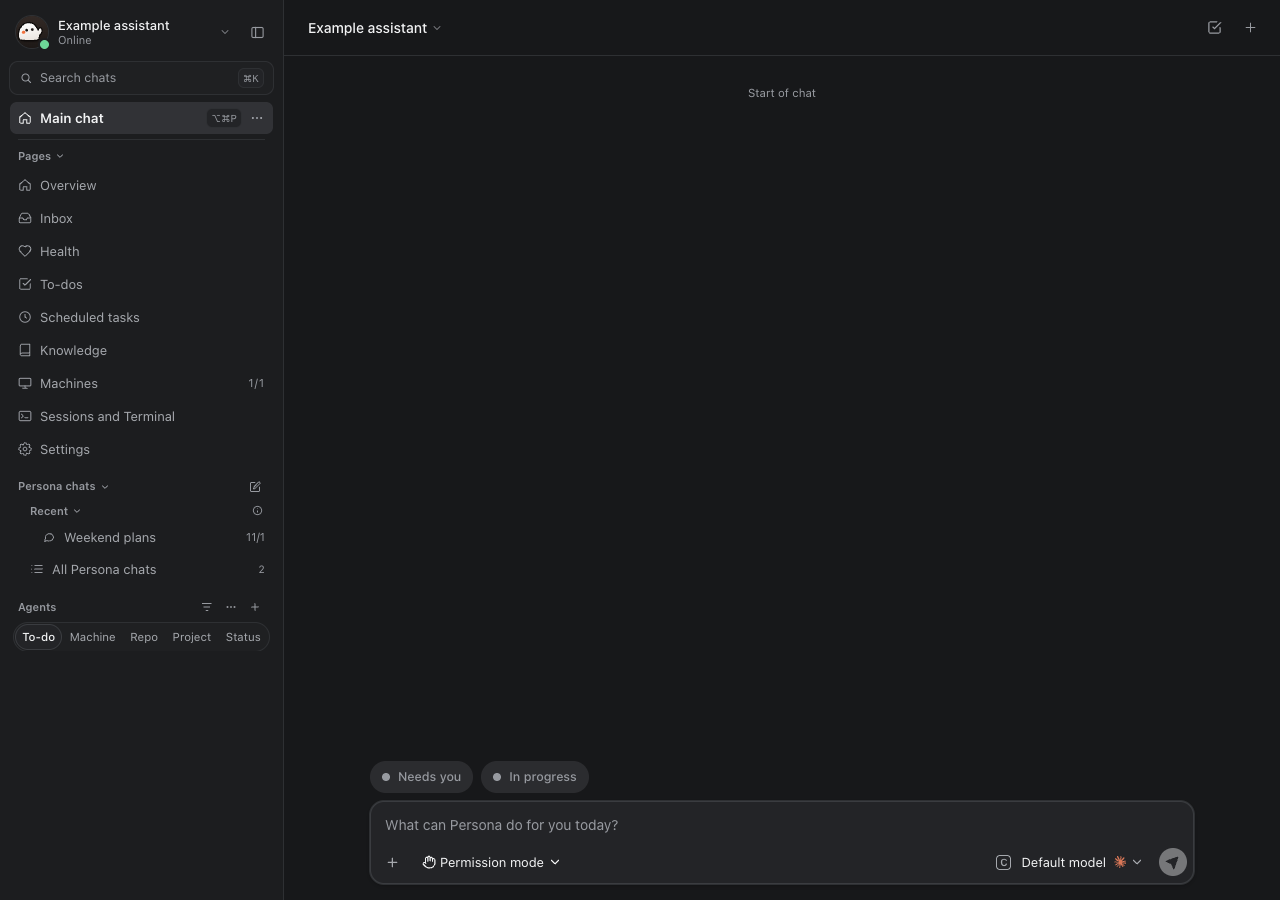 Example assistant
Online
Search chats ⌘K
Main chat ⌥⌘P
Pages
Overview
Inbox
Health
To-dos
Scheduled tasks
Knowledge
Machines 1/1
Sessions and Terminal
Settings
Persona chats
Recent
Weekend plans 11/1
All Persona chats 2
Agents
To-do Machine Repo Project Status
Example assistant
Start of chat
Needs you In progress
What can Persona do for you today?
Permission mode C Default model